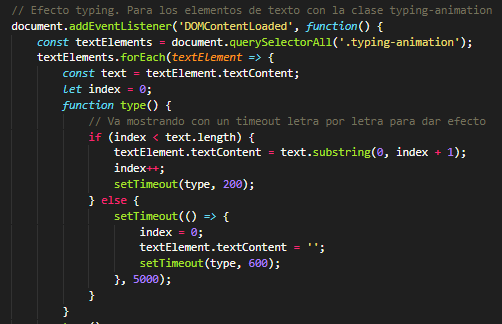 // Efecto typing. Para los elementos de texto con la clase typing-animation
document.addEventListener('DOMContentLoaded', function() {
    const textElements = document.querySelectorAll('.typing-animation');
    textElements.forEach(textElement => {
        const text = textElement.textContent;
        let index = 0;
        function type() {
            // Va mostrando con un timeout letra por letra para dar efecto
            if (index < text.length) {
                textElement.textContent = text.substring(0, index + 1);
                index++;
                setTimeout(type, 200);
            } else {
                setTimeout(() => {
                    index = 0;
                    textElement.textContent = '';
                    setTimeout(type, 600);
                }, 5000);
            }
        }